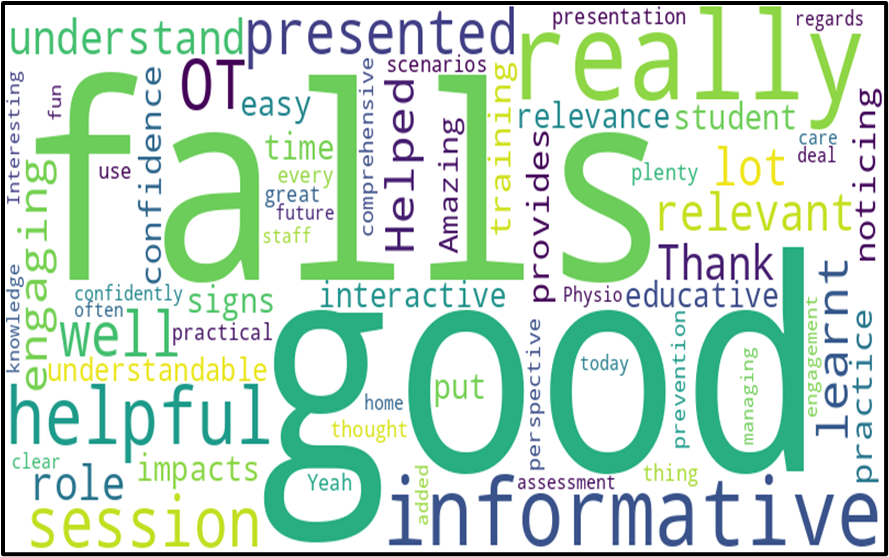 understand
presented
really
presentation
regards
falls
OT
easy
scenarios
Interesting
fun
use
confidence
time
every
great
future
staff
comprehensive
Helped
Amazing
training
relevance
student
provides
plenty
lot
care
deal
noticing
relevant
engaging
Thank
knowledge
confidently
often
signs
interactive
Physio
educative
well
practical
understandable
good
learnt
practice
engagement
helpful
home
thought
put
perspective
today
prevention
managing
clear
impacts
role
Yeah
added
assessment
thing
session
informative